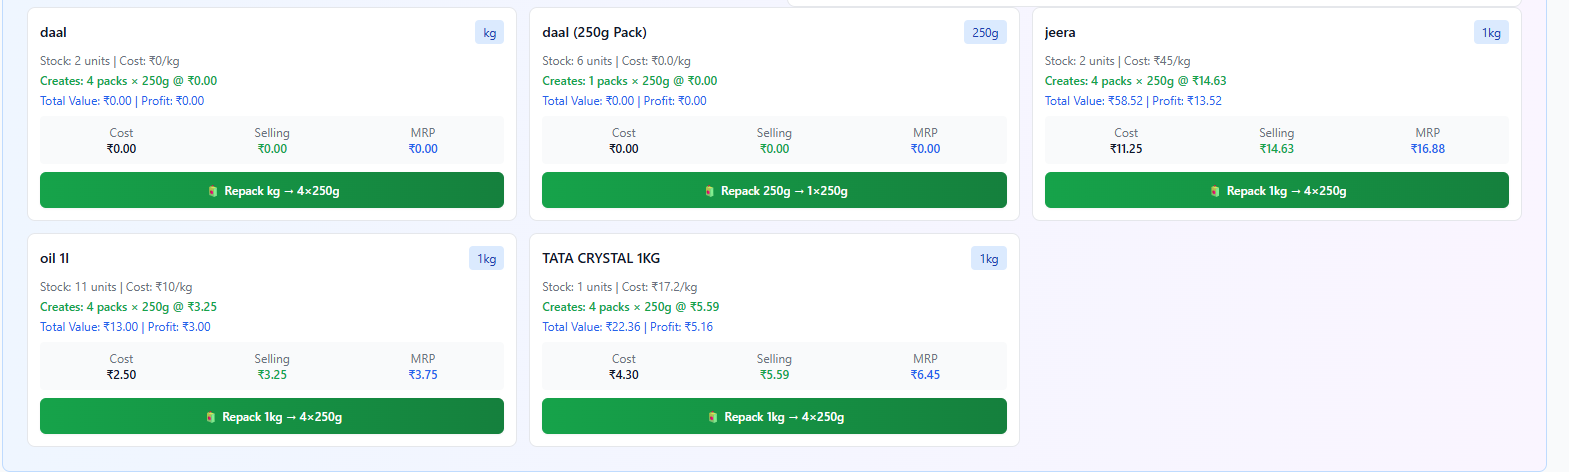 daal kg
Stock: 2 units | Cost: ₹0/kg
Creates: 4 packs × 250g @ ₹0.00
Total Value: ₹0.00 | Profit: ₹0.00
Cost Selling MRP
₹0.00 ₹0.00 ₹0.00
Repack kg → 4×250g
daal (250g Pack) 250g
Stock: 6 units | Cost: ₹0.0/kg
Creates: 1 packs × 250g @ ₹0.00
Total Value: ₹0.00 | Profit: ₹0.00
Cost Selling MRP
₹0.00 ₹0.00 ₹0.00
Repack 250g → 1×250g
jeera 1kg
Stock: 2 units | Cost: ₹45/kg
Creates: 4 packs × 250g @ ₹14.63
Total Value: ₹58.52 | Profit: ₹13.52
Cost Selling MRP
₹11.25 ₹14.63 ₹16.88
Repack 1kg → 4×250g
oil 1l 1kg
Stock: 11 units | Cost: ₹10/kg
Creates: 4 packs × 250g @ ₹3.25
Total Value: ₹13.00 | Profit: ₹3.00
Cost Selling MRP
₹2.50 ₹3.25 ₹3.75
Repack 1kg → 4×250g
TATA CRYSTAL 1KG 1kg
Stock: 1 units | Cost: ₹17.2/kg
Creates: 4 packs × 250g @ ₹5.59
Total Value: ₹22.36 | Profit: ₹5.16
Cost Selling MRP
₹4.30 ₹5.59 ₹6.45
Repack 1kg → 4×250g